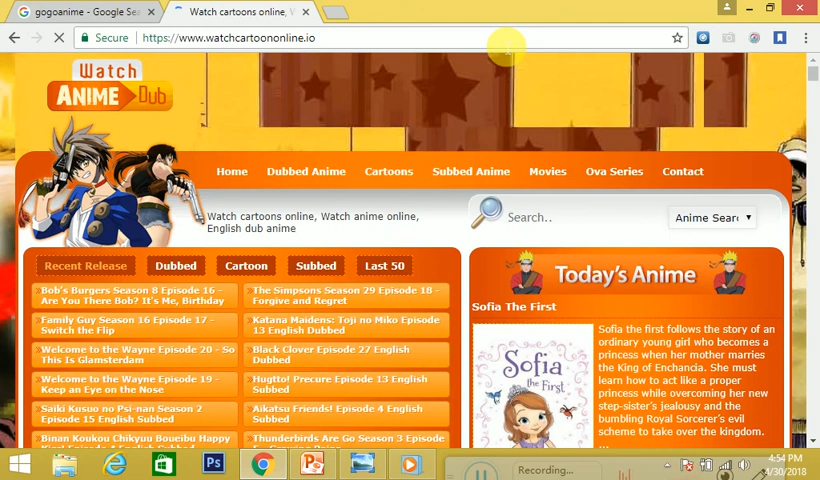 gogoanime - Google Sea
Watch cartoons online, W
Secure
https://www.watchcartoononline.io
Watch
ANIME Dub
Home
Dubbed Anime
Cartoons
Subbed Anime
Movies
Ova Series
Contact
Watch cartoons online, Watch anime online,
English dub anime
Search..
Anime Searc
Recent Release
Dubbed
Cartoon
Subbed
Last 50
Bob's Burgers Season 8 Episode 16 -
Are You There Bob? It's Me, Birthday
The Simpsons Season 29 Episode 18 -
Forgive and Regret
Family Guy Season 16 Episode 17 -
Switch the Flip
Katana Maidens: Toji no Miko Episode
13 English Dubbed
Welcome to the Wayne Episode 20 - So
This Is Glamsterdam
Black Clover Episode 27 English
Dubbed
Welcome to the Wayne Episode 19 -
Keep an Eye on the Nose
Hugtto! Precure Episode 13 English
Subbed
Saiki Kusuo no Psi-nan Season 2
Episode 15 English Subbed
Aikatsu Friends! Episode 4 English
Subbed
Binan Koukou Chikyuu Boueibu Happy
Thunderbirds Are Go Season 3 Episode
Today's Anime
Sofia The First
Sofia the First
Sofia the first follows the story of an
ordinary young girl who becomes a
princess when her mother marries
the King of Enchancia. She must
learn how to act like a proper
princess while overcoming her new
step-sister's jealousy and the
bumbling Royal Sorcerer's evil
scheme to take over the kingdom.
...
Ps
Recording...
4:54 PM
4/30/2018